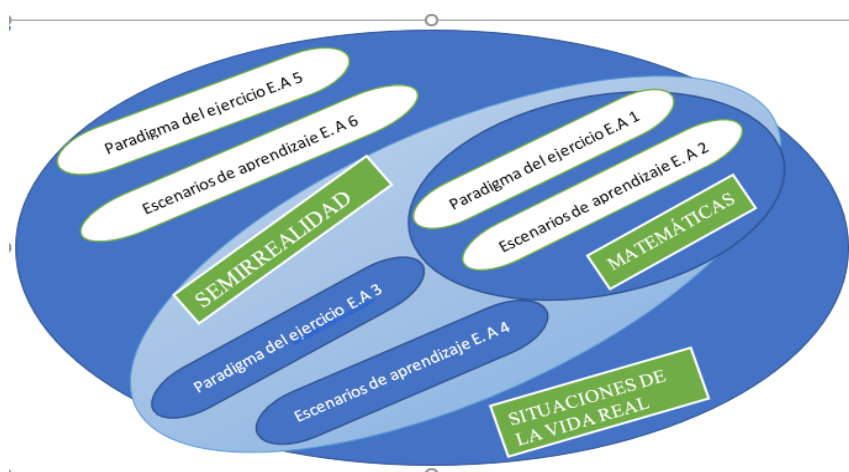 Paradigma del ejercicio E.A 5
Escenarios de aprendizaje E. A 6
Paradigma del ejercicio E.A 1
Escenarios de aprendizaje E. A 2
SEMIRREALIDAD
MATEMÁTICAS
Paradigma del ejercicio E.A 3
Escenarios de aprendizaje E. A 4
SITUACIONES DE
LA VIDA REAL